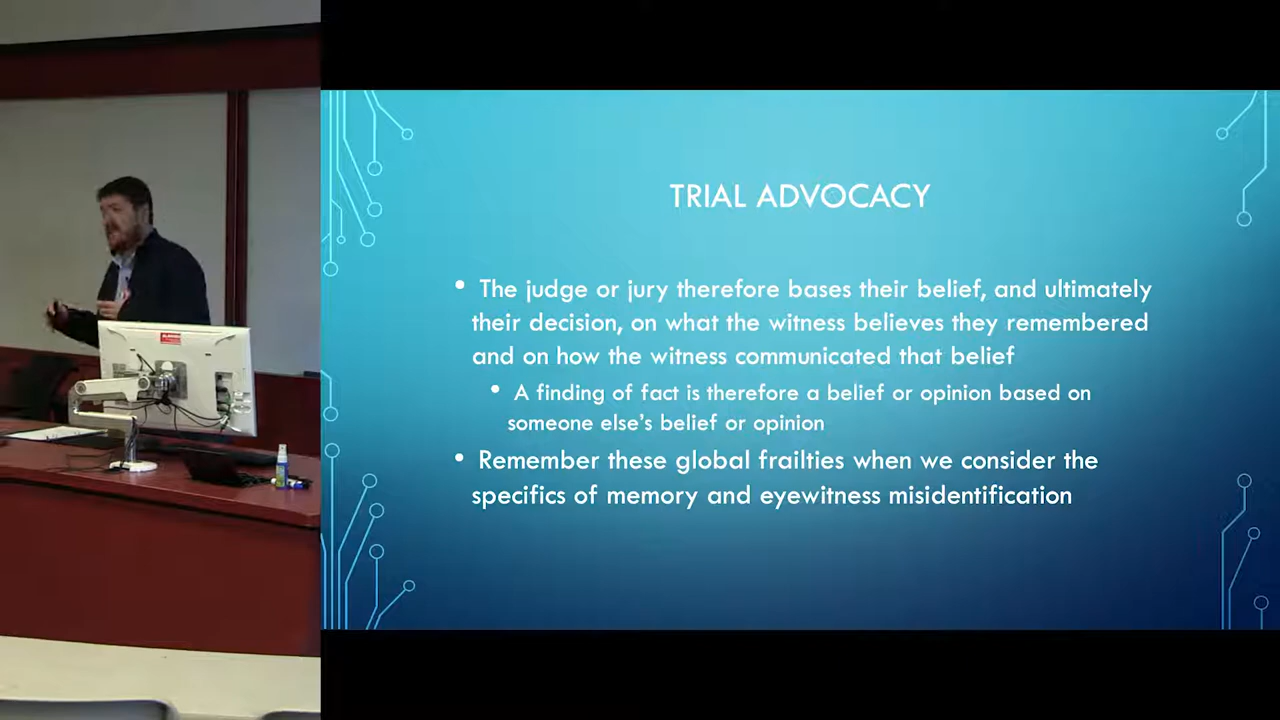 TRIAL ADVOCACY
• The judge or jury therefore bases their belief, and ultimately
their decision, on what the witness believes they remembered
and on how the witness communicated that belief
• A finding of fact is therefore a belief or opinion based on
someone else's belief or opinion
• Remember these global frailties when we consider the
specifics of memory and eyewitness misidentification